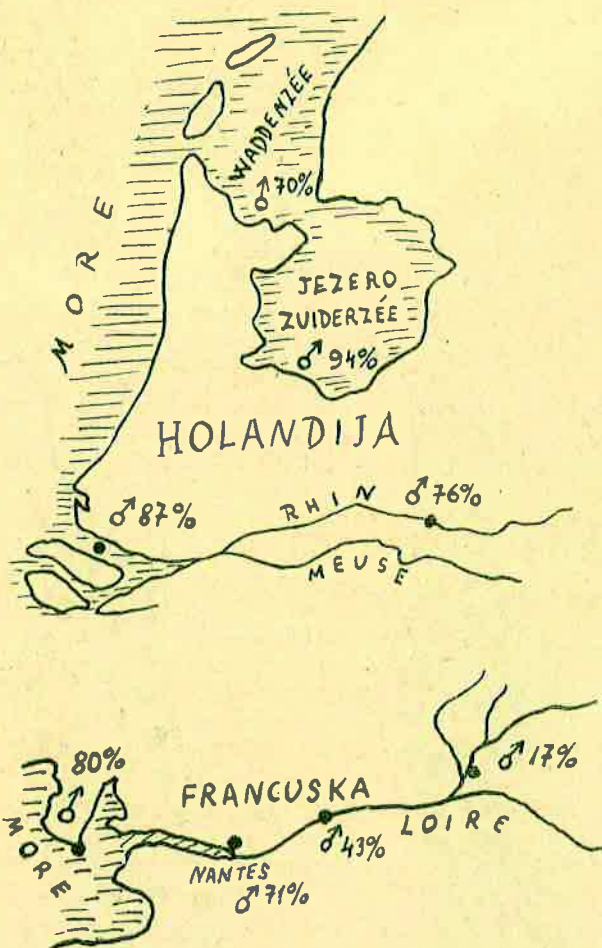 WADDENZÉE
♂ 70%
MORE
JEZERO
ZUIDERZÉE
♂ 94%
HOLANDIJA
♂ 87%
RHIN
♂ 76%
MEUSE
80%
♂
♂ 17%
FRANCUSKA
MORE
LOIRE
♂ 43%
NANTES
♂ 71%